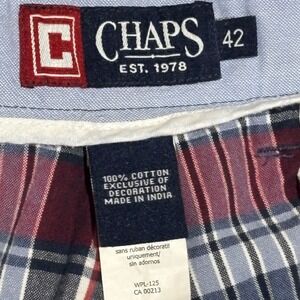 C
CHAPS
EST. 1978
42
100% COTTON
EXCLUSIVE OF
DECORATION
MADE IN INDIA
sans ruban décoratif
uniquement/
sin adornos
WPL-125
CA 00213